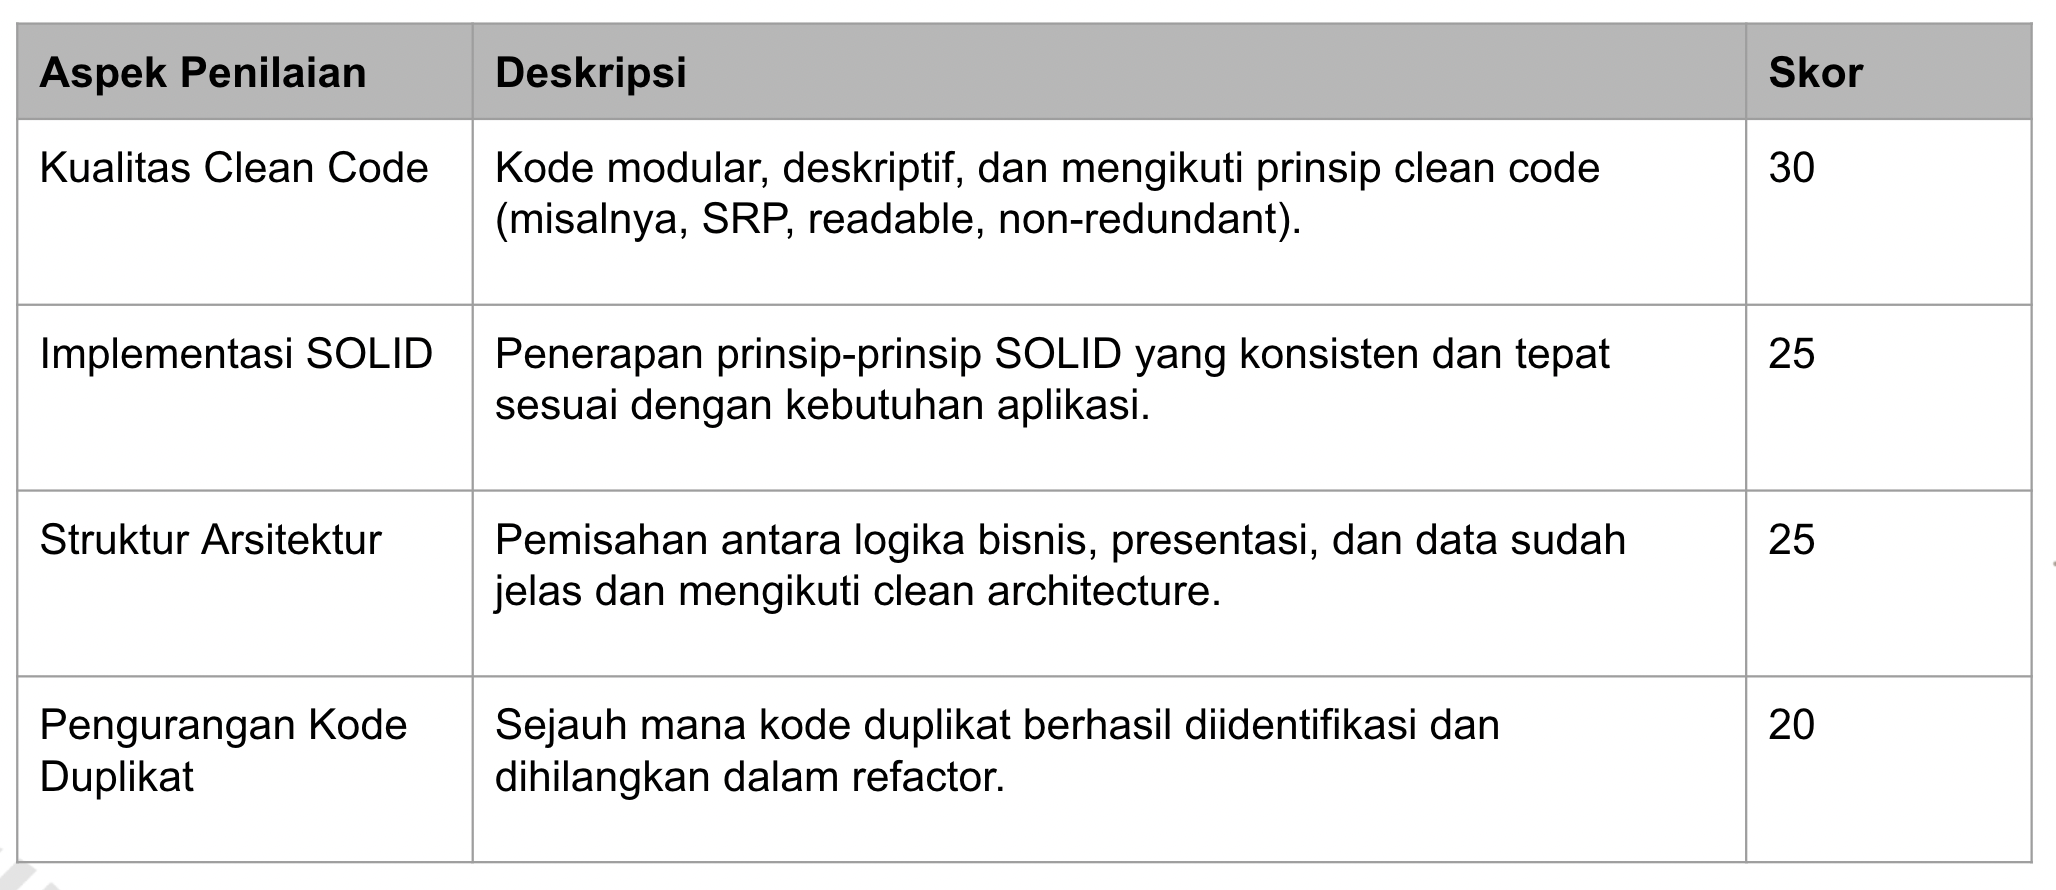 Aspek Penilaian
Deskripsi
Skor
Kualitas Clean Code
Kode modular, deskriptif, dan mengikuti prinsip clean code
(misalnya, SRP, readable, non-redundant).
30
Implementasi SOLID
Penerapan prinsip-prinsip SOLID yang konsisten dan tepat
sesuai dengan kebutuhan aplikasi.
25
Struktur Arsitektur
Pemisahan antara logika bisnis, presentasi, dan data sudah
jelas dan mengikuti clean architecture.
25
Pengurangan Kode
Duplikat
Sejauh mana kode duplikat berhasil diidentifikasi dan
dihilangkan dalam refactor.
20